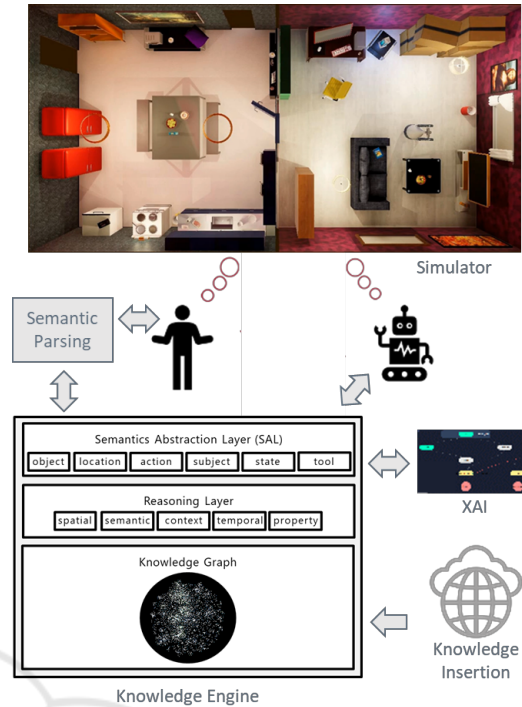 Simulator
Semantic
Parsing
Semantics Abstraction Layer (SAL)
object location action subject state tool
Reasoning Layer
spatial semantic context temporal property
Knowledge Graph
XAI
Knowledge
Insertion
Knowledge Engine